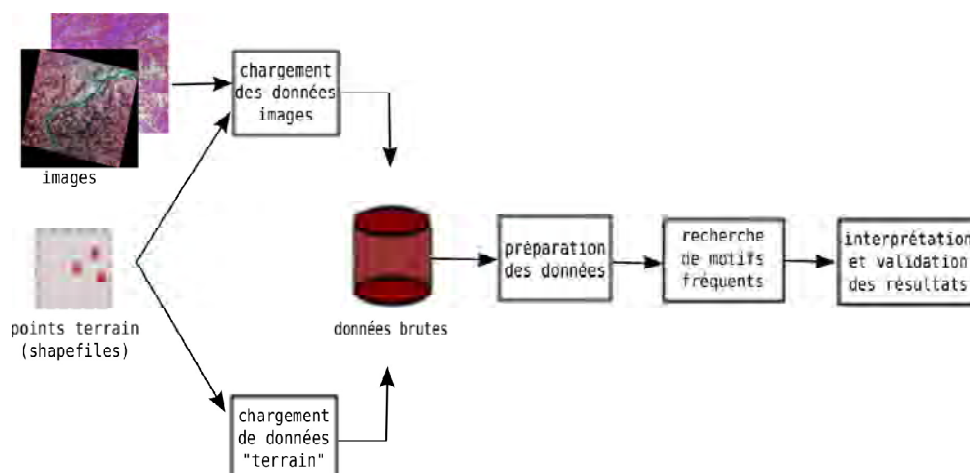 chargement
des données
images
images
points terrain
(shapefiles)
données brutes
chargement
de données
"terrain"
préparation
des données
recherche
de motifs
fréquents
interprétation
et validation
des résultats